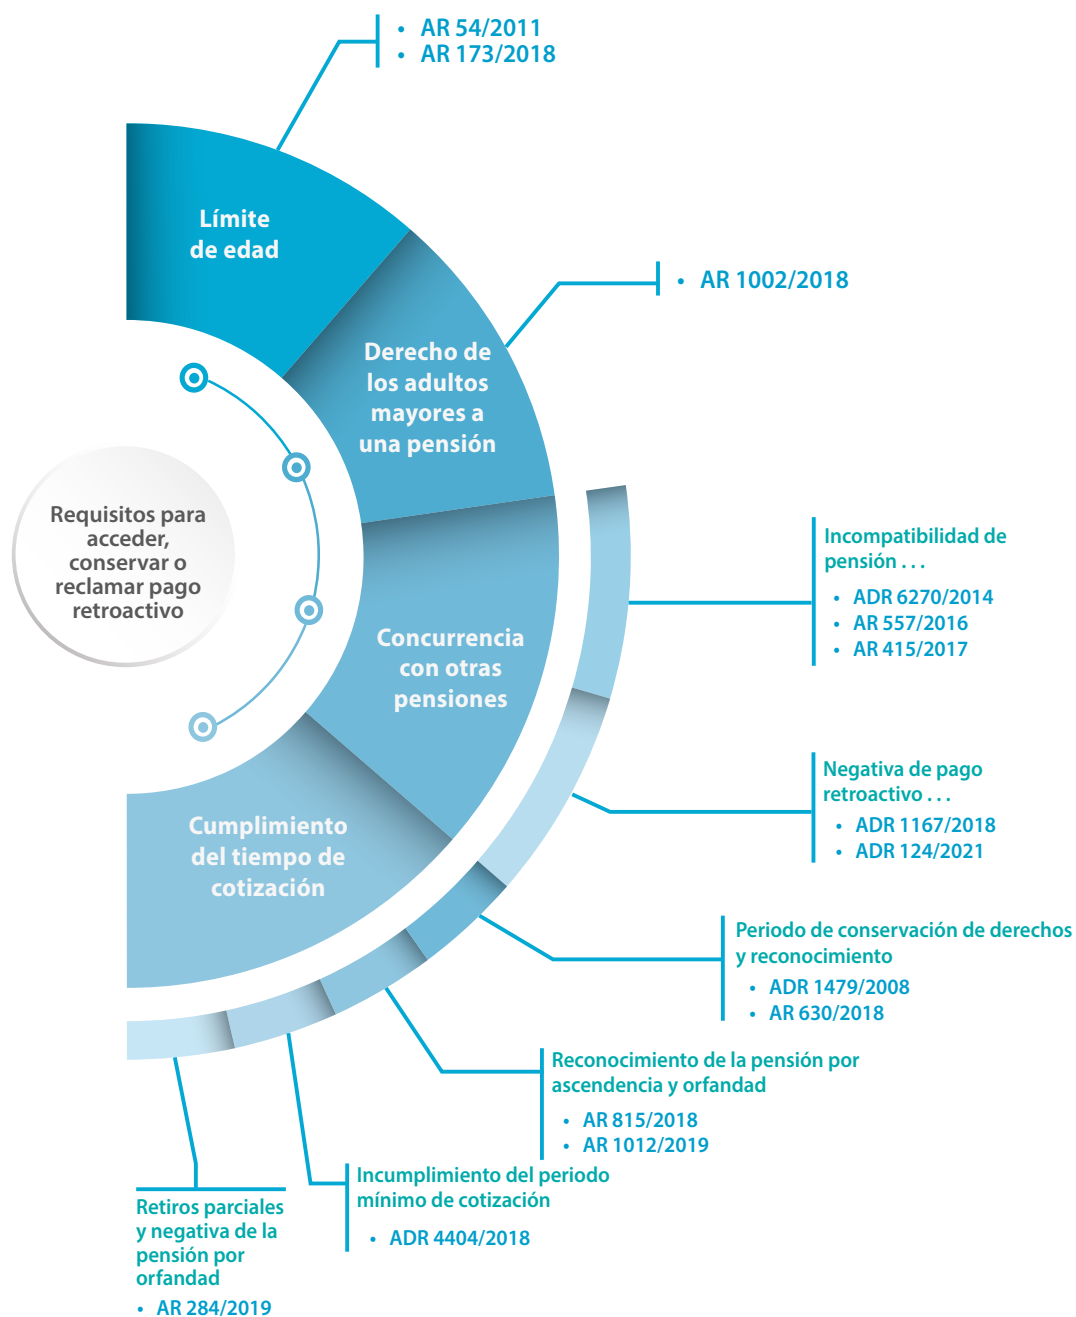 • AR 54/2011
• AR 173/2018
Límite
de edad
• AR 1002/2018
Derecho de
los adultos
mayores a
una pensión
Requisitos para
acceder,
conservar o
reclamar pago
retroactivo
Incompatibilidad de
pensión . . .
• ADR 6270/2014
• AR 557/2016
• AR 415/2017
Concurrencia
con otras
pensiones
Negativa de pago
retroactivo . . .
• ADR 1167/2018
• ADR 124/2021
Cumplimiento
del tiempo de
cotización
Periodo de conservación de derechos
y reconocimiento
• ADR 1479/2008
• AR 630/2018
Reconocimiento de la pensión por
ascendencia y orfandad
• AR 815/2018
• AR 1012/2019
Incumplimiento del periodo
mínimo de cotización
• ADR 4404/2018
Retiros parciales
y negativa de la
pensión por
orfandad
• AR 284/2019